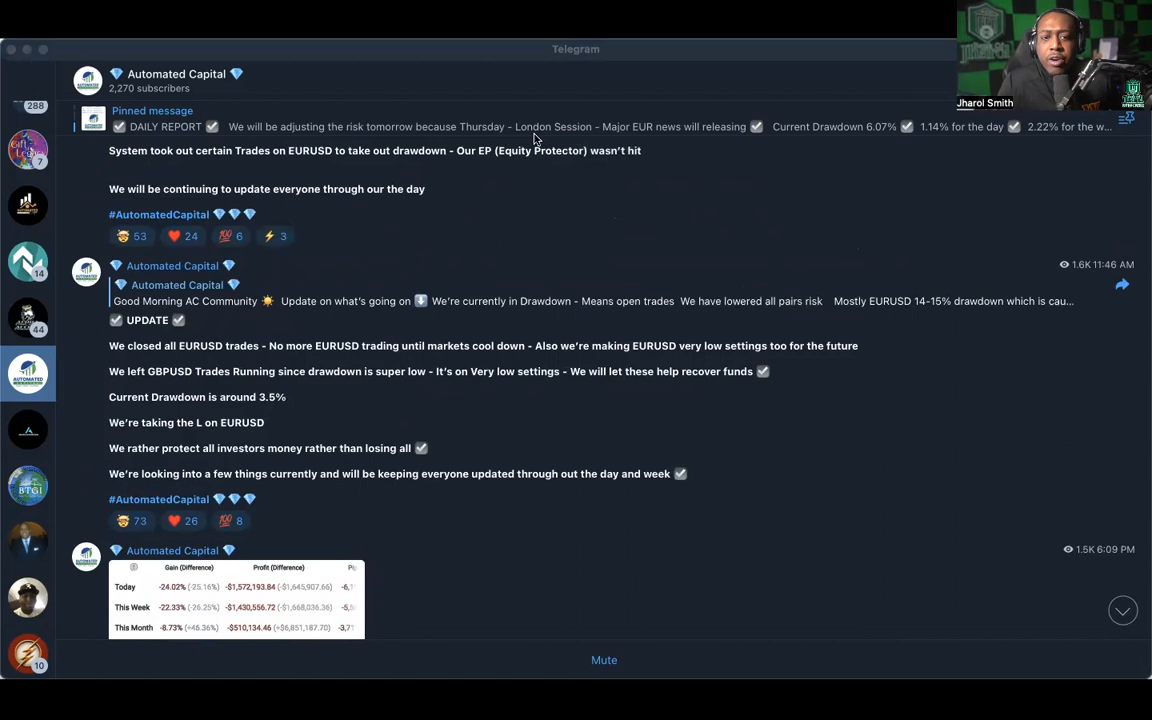 Telegram
Jharol Smith
Automated Capital
2,270 subscribers
Pinned message
DAILY REPORT We will be adjusting the risk tomorrow because Thursday - London Session - Major EUR news will releasing Current Drawdown 6.07% 1.14% for the day 2.22% for the w...
System took out certain Trades on EURUSD to take out drawdown - Our EP (Equity Protector) wasn't hit
We will be continuing to update everyone through our the day
#AutomatedCapital
53 24 6 3
288
7
14
44
10
Automated Capital
1.6K 11:46 AM
Automated Capital
Good Morning AC Community Update on what's going on We're currently in Drawdown - Means open trades We have lowered all pairs risk Mostly EURUSD 14-15% drawdown which is cau...
UPDATE
We closed all EURUSD trades - No more EURUSD trading until markets cool down - Also we're making EURUSD very low settings too for the future
We left GBPUSD Trades Running since drawdown is super low - It's on Very low settings - We will let these help recover funds
Current Drawdown is around 3.5%
We're taking the L on EURUSD
We rather protect all investors money rather than losing all
We're looking into a few things currently and will be keeping everyone updated through out the day and week
#AutomatedCapital
73 26 8
Automated Capital
1.5K 6:09 PM
Gain (Difference) Profit (Difference)
Today -24.02% (-25.16%) -$1,572,193.84 (-$1,645,907.66)
This Week -22.33% (-26.25%) -$1,430,556.72 (-$1,668,036.36)
This Month -8.73% (+46.36%) -$510,134.46 (+$6,851,187.70)
BTGI
Mute